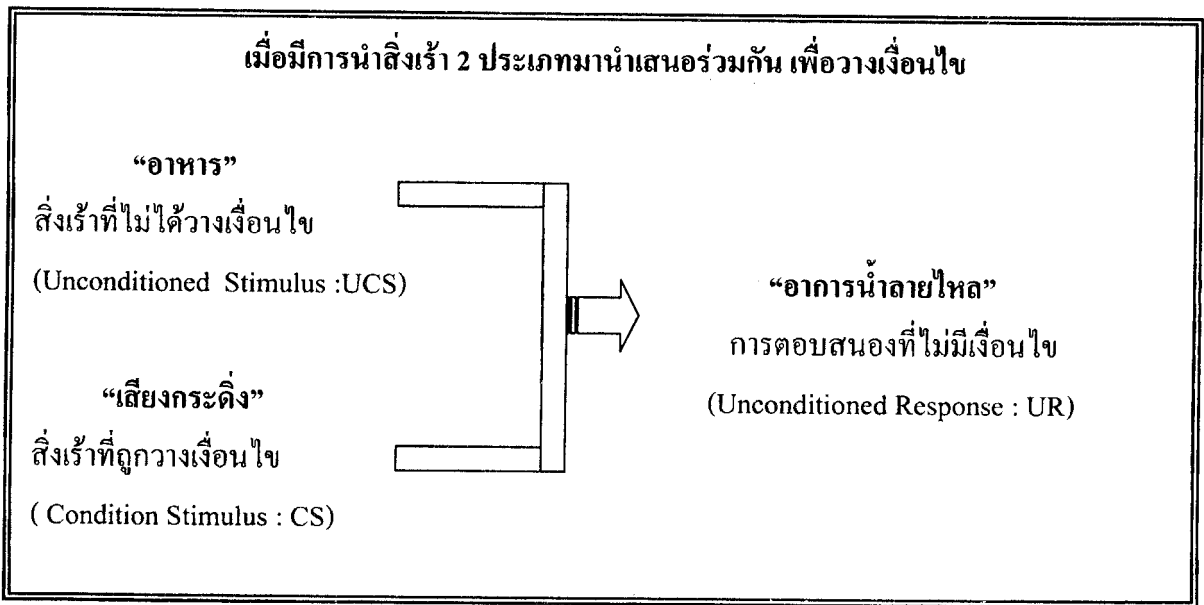 เมื่อมีการนำสิ่งเร้า 2 ประเภทมานำเสนอร่วมกัน เพื่อวางเงื่อนไข
“อาหาร”
สิ่งเร้าที่ไม่ได้วางเงื่อนไข
(Unconditioned Stimulus :UCS)
“อาการน้ำลายไหล”
การตอบสนองที่ไม่มีเงื่อนไข
(Unconditioned Response : UR)
“เสียงกระดิ่ง”
สิ่งเร้าที่ถูกวางเงื่อนไข
( Condition Stimulus : CS)